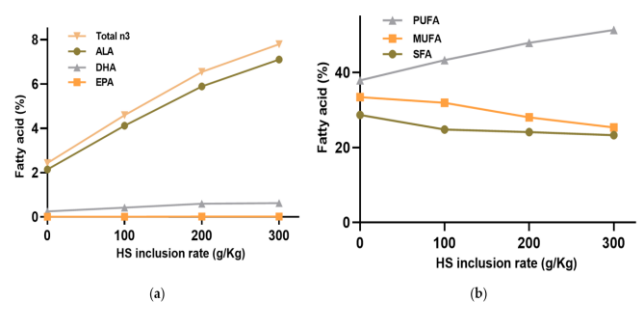 Total n3
ALA
DHA
EPA
Fatty acid (%)
8
6
4
2
0
0 100 200 300
HS inclusion rate (g/Kg)
(a)
PUFA
MUFA
SFA
Fatty acid (%)
40
20
0
0 100 200 300
HS inclusion rate (g/Kg)
(b)